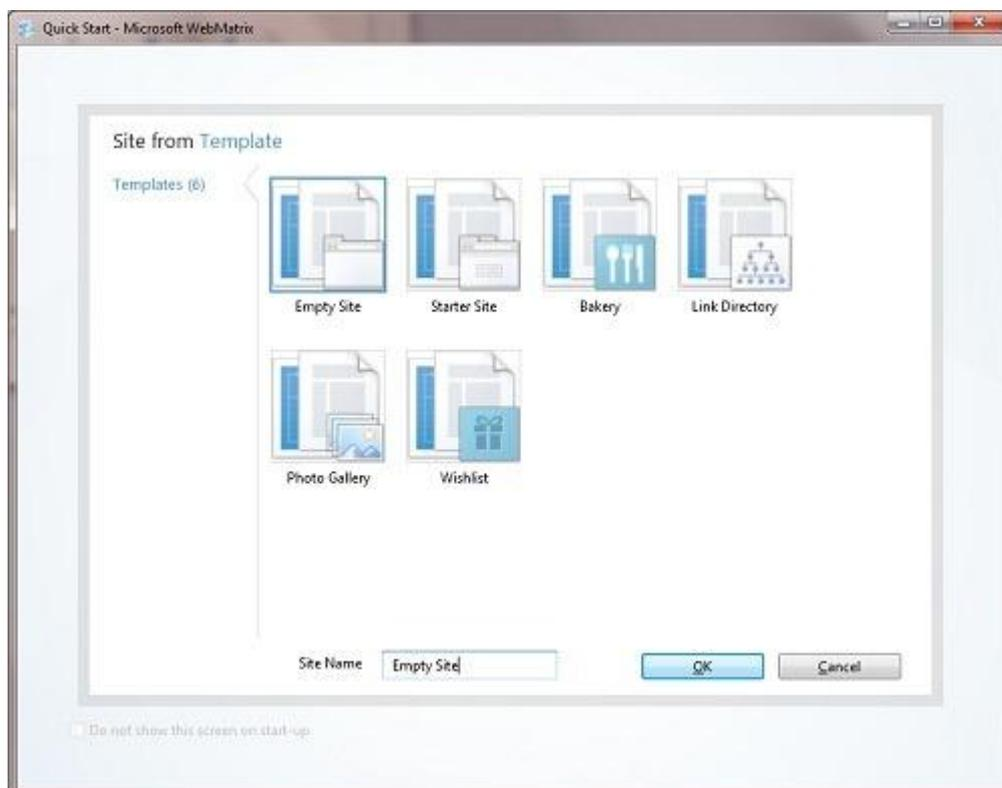 Quick Start - Microsoft WebMatrix
Site from Template
Templates (6)
Empty Site
Starter Site
Bakery
Link Directory
Photo Gallery
Wishlist
Site Name
Empty Site
OK
Cancel
Do not show this screen on start-up